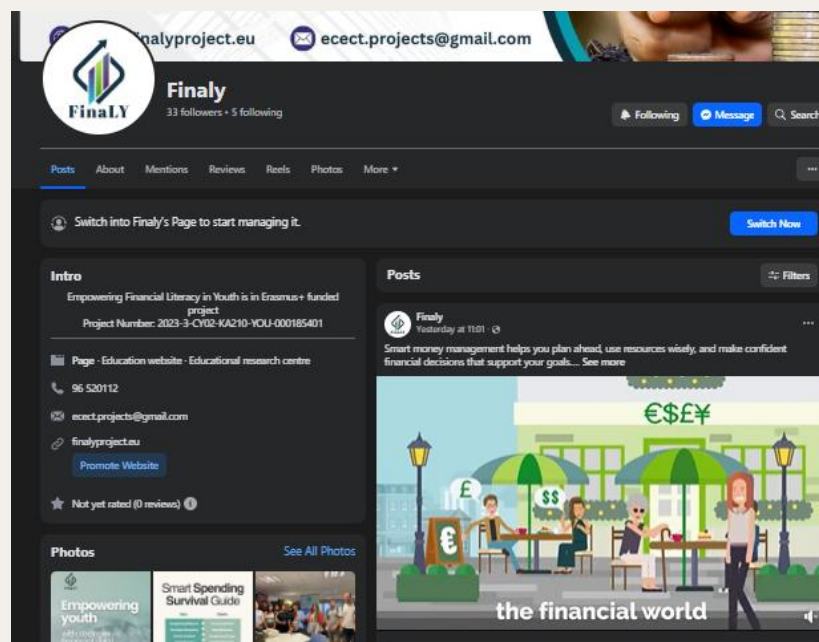 nalyproject.eu
ecect.projects@gmail.com
FinaLY
Finaly
33 followers • 5 following
Following
Message
Search
Posts
About
Mentions
Reviews
Reels
Photos
More
Switch into Finaly's Page to start managing it.
Switch Now
Intro
Empowering Financial Literacy in Youth is in Erasmus+ funded
project
Project Number: 2023-3-CY02-KA210-YOU-000185401
Page · Education website · Educational research centre
96 520112
ecect.projects@gmail.com
finalyproject.eu
Promote Website
Not yet rated (0 reviews)
Photos
See All Photos
Empowering
youth
Smart Spending
Survival Guide
Posts
Filters
Finaly
Yesterday at 11:01
Smart money management helps you plan ahead, use resources wisely, and make confident
financial decisions that support your goals.... See more
€$£¥
£
$$
€
the financial world